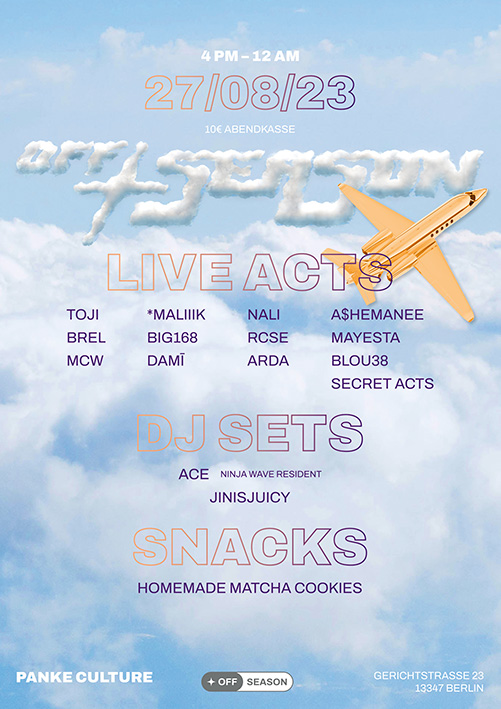 4 PM – 12 AM
27/08/23
10€ ABENDKASSE
OFF SEASON
LIVE ACTS
TOJI *MALIIIK NALI A$HEMANEE
BREL BIG168 RCSE MAYESTA
MCW DAMĪ ARDA BLOU38
SECRET ACTS
DJ SETS
ACE NINJA WAVE RESIDENT
JINISJUICY
SNACKS
HOMEMADE MATCHA COOKIES
PANKE CULTURE
OFF SEASON
GERICHTSTRASSE 23
13347 BERLIN